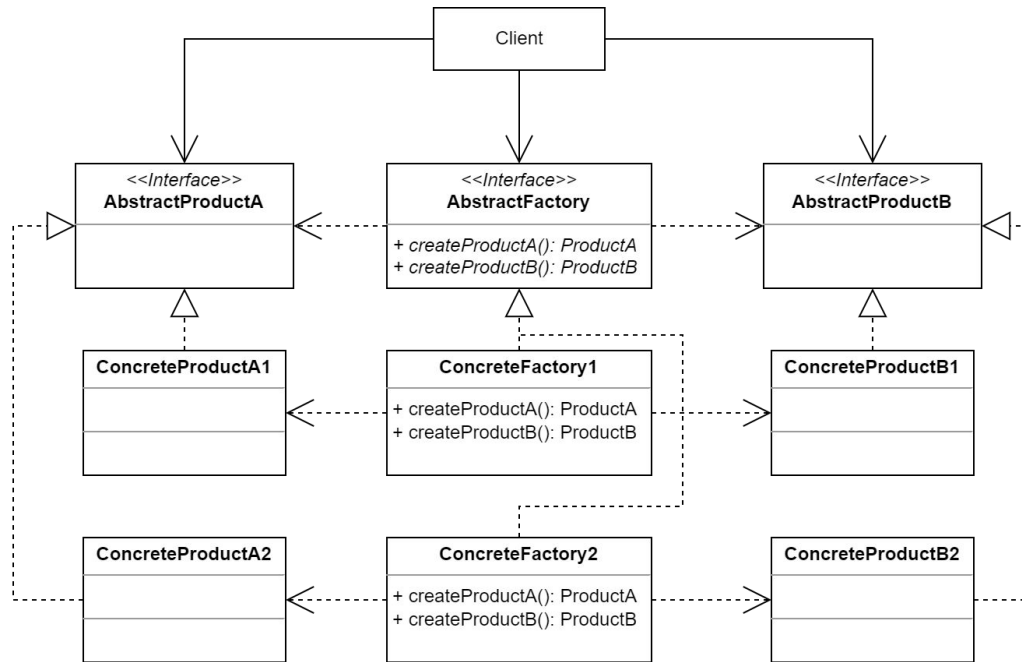 Client
<<Interface>>
AbstractProductA
<<Interface>>
AbstractFactory
+ createProductA(): ProductA
+ createProductB(): ProductB
<<Interface>>
AbstractProductB
ConcreteProductA1
ConcreteFactory1
+ createProductA(): ProductA
+ createProductB(): ProductB
ConcreteProductB1
ConcreteProductA2
ConcreteFactory2
+ createProductA(): ProductA
+ createProductB(): ProductB
ConcreteProductB2